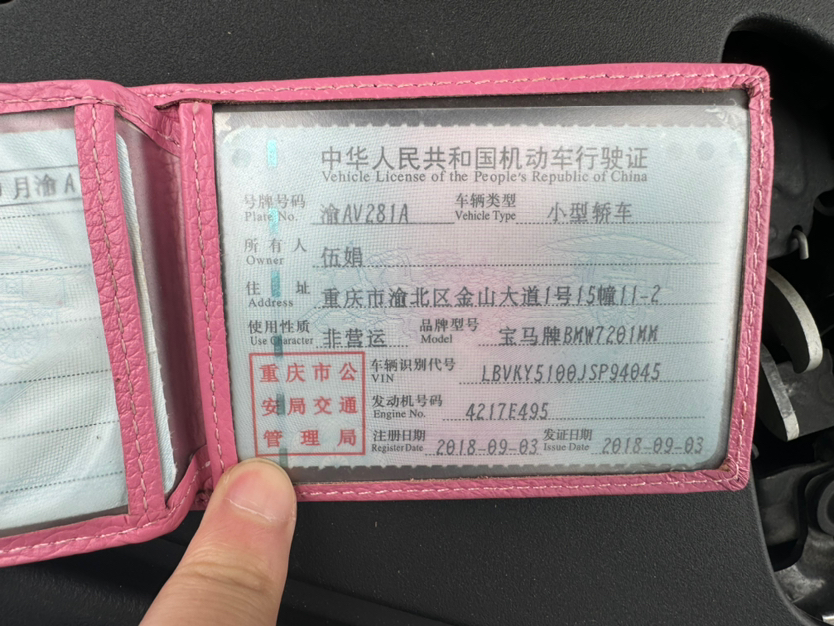 月渝A
中华人民共和国机动车行驶证
Vehicle License of the People's Republic of China
号牌号码 渝AV281A 车辆类型 小型轿车
Plate No. Vehicle Type
所有人 伍娟
Owner
住址 重庆市渝北区金山大道1号15幢11-2
Address
使用性质 非营运 品牌型号 宝马牌BMW7201MM
Use Character Model
重庆市公
安局交通
管理局
车辆识别代号 LBVKY5100JSP94045
VIN
发动机号码 4217E495
Engine No.
注册日期 2018-09-03 发证日期 2018-09-03
Register Date Issue Date